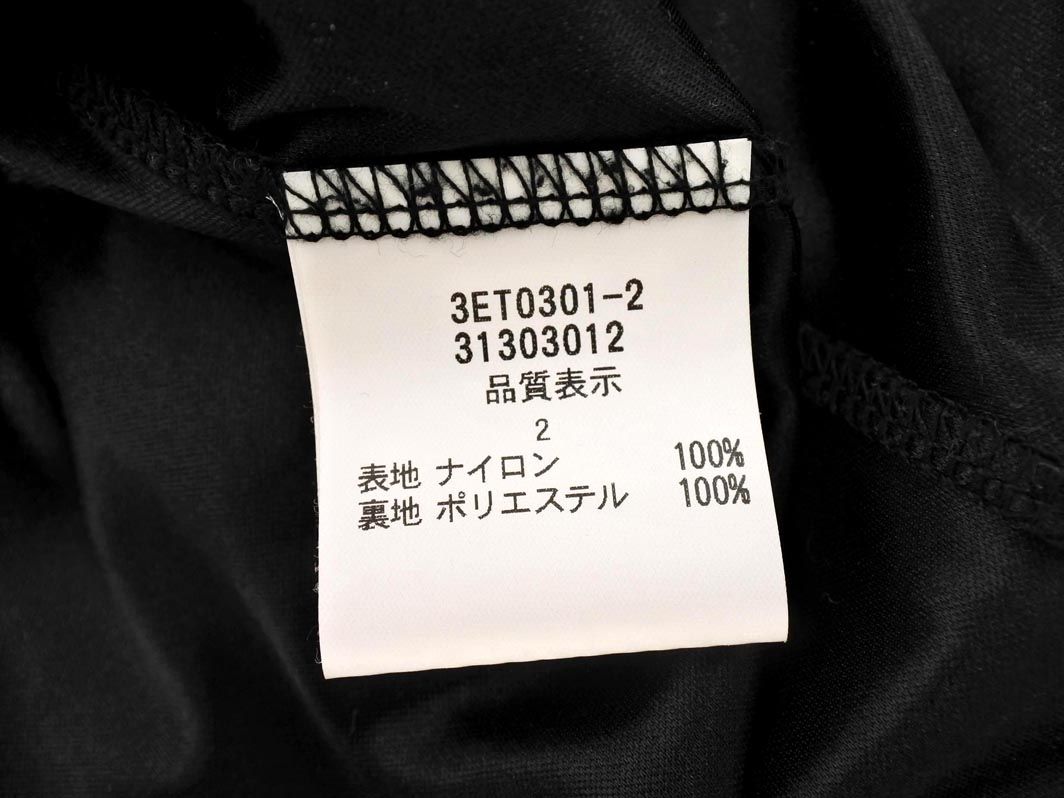 3ET0301-2
31303012
品質表示
2
表地 ナイロン 100%
裏地 ポリエステル 100%